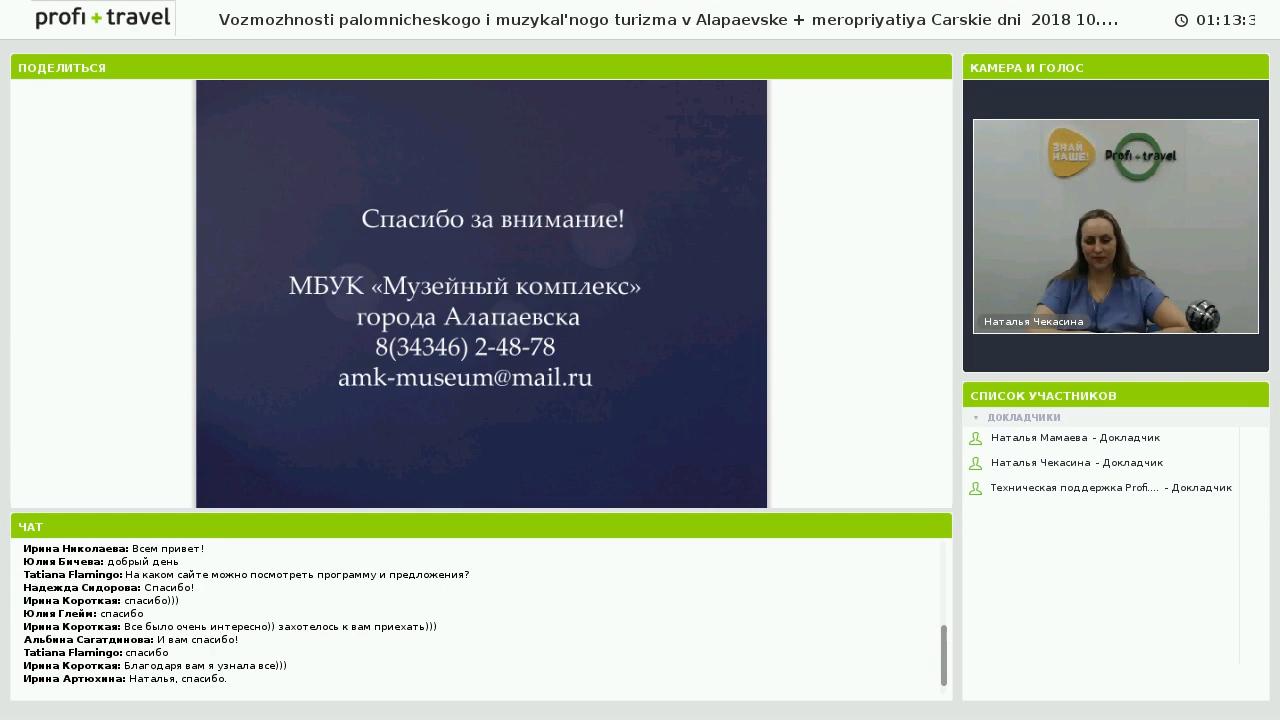 profi + travel
Vozmozhnosti palomnicheskogo i muzykal'nogo turizma v Alapaevske + meropriyatiya Carskie dni 2018 10....
01:13:3
ПОДЕЛИТЬСЯ
Спасибо за внимание!
МБУК «Музейный комплекс»
города Алапаевска
8(34346) 2-48-78
amk-museum@mail.ru
ЧАТ
Ирина Николаева: Всем привет!
Юлия Бичева: добрый день
Tatiana Flamingo: На каком сайте можно посмотреть программу и предложения?
Надежда Сидорова: Спасибо!
Ирина Короткая: спасибо)))
Юлия Глейм: спасибо
Ирина Короткая: Все было очень интересно)) захотелось к вам приехать)))
Альбина Сагатдинова: И вам спасибо!
Tatiana Flamingo: спасибо
Ирина Короткая: Благодаря вам я узнала все)))
Ирина Артюхина: Наталья, спасибо.
КАМЕРА И ГОЛОС
ЗНАЙ
НАШЕ!
Profi + travel
Наталья Чекасина
СПИСОК УЧАСТНИКОВ
ДОКЛАДЧИКИ
Наталья Мамаева - Докладчик
Наталья Чекасина - Докладчик
Техническая поддержка Profi.... - Докладчик